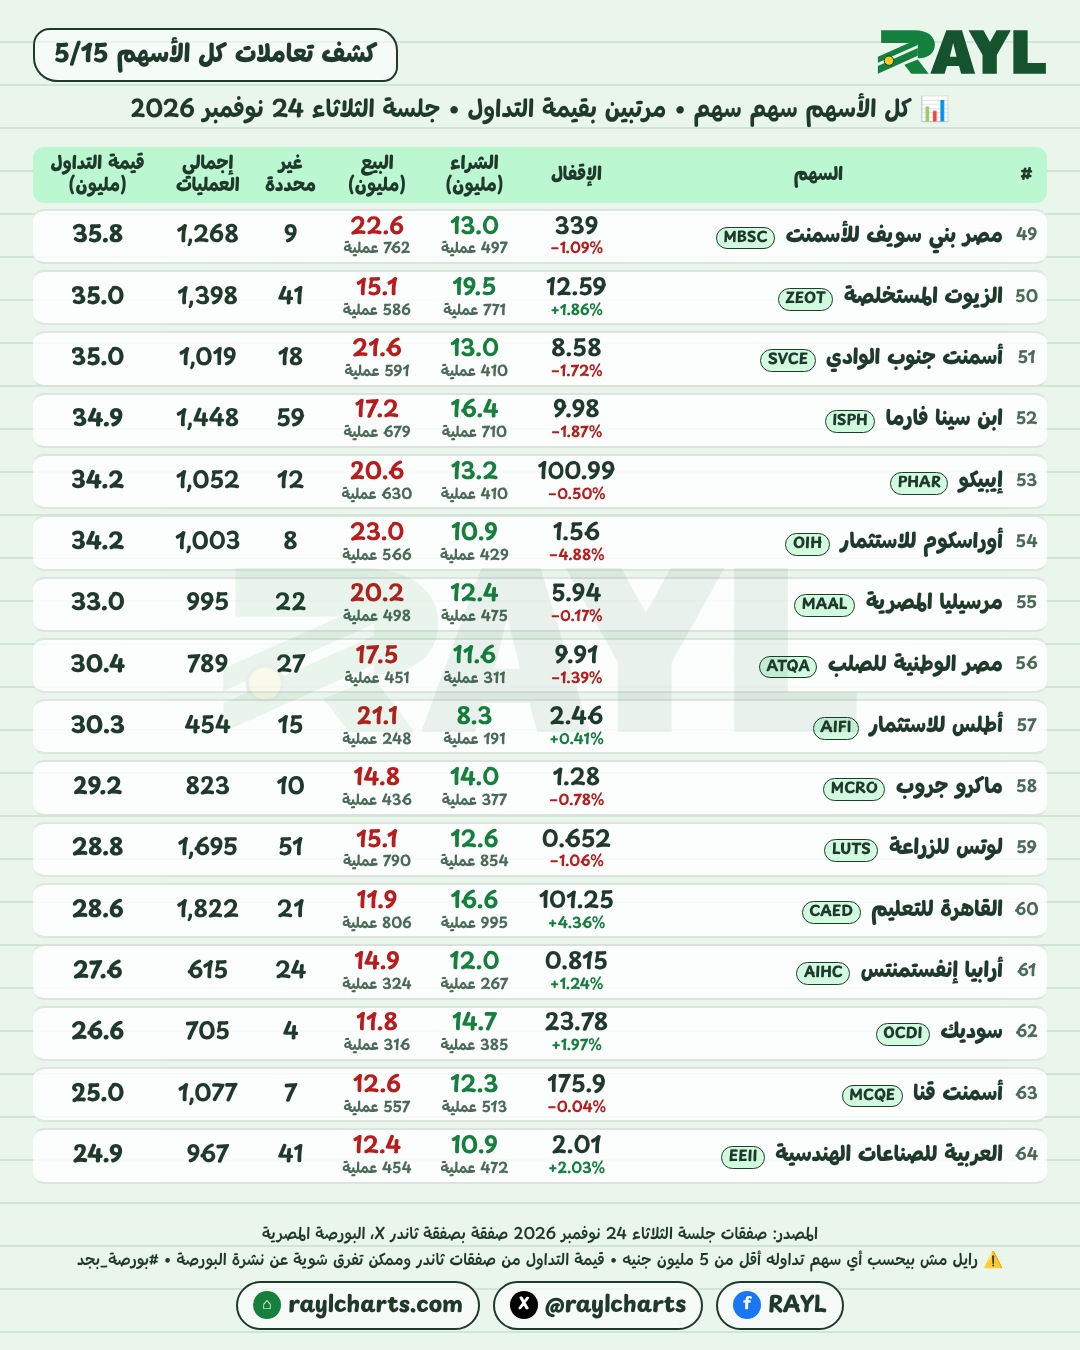 RAYL
كشف تعاملات كل الأسهم 5/15
📊 كل الأسهم سهم سهم • مرتبين بقيمة التداول • جلسة الثلاثاء 24 نوفمبر 2026
# السهم الإقفال الشراء (مليون) البيع (مليون) غير محددة إجمالي العمليات قيمة التداول (مليون)
49 مصر بني سويف للأسمنت MBSC 339 13.0 22.6 9 1,268 35.8
−1.09% 497 عملية 762 عملية
50 الزيوت المستخلصة ZEOT 12.59 19.5 15.1 41 1,398 35.0
+1.86% 771 عملية 586 عملية
51 أسمنت جنوب الوادي SVCE 8.58 13.0 21.6 18 1,019 35.0
−1.72% 410 عملية 591 عملية
52 ابن سينا فارما ISPH 9.98 16.4 17.2 59 1,448 34.9
−1.87% 710 عملية 679 عملية
53 إيبيكو PHAR 100.99 13.2 20.6 12 1,052 34.2
−0.50% 410 عملية 630 عملية
54 أوراسكوم للاستثمار OIH 1.56 10.9 23.0 8 1,003 34.2
−4.88% 429 عملية 566 عملية
55 مرسيليا المصرية MAAL 5.94 12.4 20.2 22 995 33.0
−0.17% 475 عملية 498 عملية
56 مصر الوطنية للصلب ATQA 9.91 11.6 17.5 27 789 30.4
−1.39% 311 عملية 451 عملية
57 أطلس للاستثمار AIFI 2.46 8.3 21.1 15 454 30.3
+0.41% 191 عملية 248 عملية
58 ماكرو جروب MCRO 1.28 14.0 14.8 10 823 29.2
−0.78% 377 عملية 436 عملية
59 لوتس للزراعة LUTS 0.652 12.6 15.1 51 1,695 28.8
−1.06% 854 عملية 790 عملية
60 القاهرة للتعليم CAED 101.25 16.6 11.9 21 1,822 28.6
+4.36% 995 عملية 806 عملية
61 أرابيا إنفستمنتس AIHC 0.815 12.0 14.9 24 615 27.6
+1.24% 267 عملية 324 عملية
62 سوديك OCDI 23.78 14.7 11.8 4 705 26.6
+1.97% 385 عملية 316 عملية
63 أسمنت قنا MCQE 175.9 12.3 12.6 7 1,077 25.0
−0.04% 513 عملية 557 عملية
64 العربية للصناعات الهندسية EEII 2.01 10.9 12.4 41 967 24.9
+2.03% 472 عملية 454 عملية
المصدر: صفقات جلسة الثلاثاء 24 نوفمبر 2026 صفقة بصفقة ثاندر X، البورصة المصرية
⚠️ رايل مش بيحسب أي سهم تداوله أقل من 5 مليون جنيه • قيمة التداول من صفقات ثاندر وممكن تفرق شوية عن نشرة البورصة • #بورصة_بجد
raylcharts.com
@raylcharts
RAYL